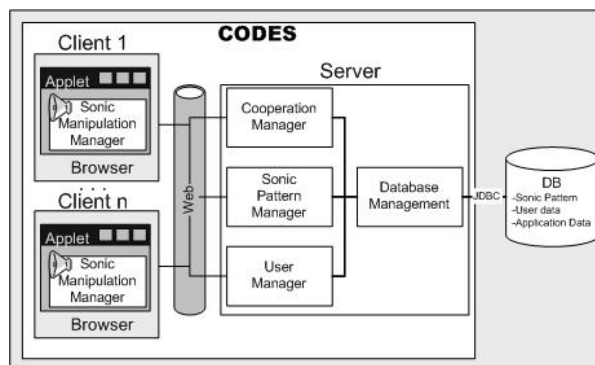 CODES
Client 1
Applet
Sonic
Manipulation
Manager
Browser
. . .
Client n
Applet
Sonic
Manipulation
Manager
Browser
Web
Server
Cooperation
Manager
Sonic
Pattern
Manager
User
Manager
Database
Management
JDBC
DB
-Sonic Pattern
-User data
-Application Data